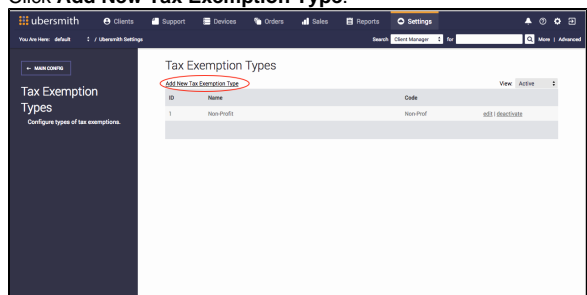 Click Add New Tax Exemption Type.
ubersmith Clients Support Devices Orders Sales Reports Settings
You Are Here: default / Ubersmith Settings Search Client Manager for More | Advanced
← MAIN CONFIG
Tax Exemption Types
Add New Tax Exemption Type View Active
Tax Exemption
Types
Configure types of tax exemptions.
ID Name Code
1 Non-Profit Non-Prof edit | deactivate